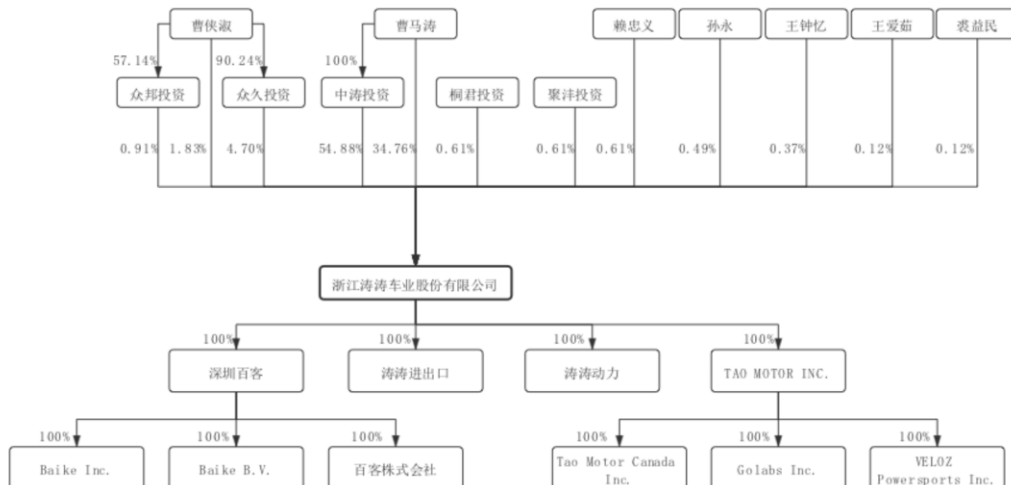 曹侠淑
曹马涛
赖忠义
孙永
王钟忆
王爱茹
裘益民
57.14%
90.24%
100%
众邦投资
众久投资
中涛投资
桐君投资
聚沣投资
0.91%
1.83%
4.70%
54.88%
34.76%
0.61%
0.61%
0.61%
0.49%
0.37%
0.12%
0.12%
浙江涛涛车业股份有限公司
100%
100%
100%
100%
深圳百客
涛涛进出口
涛涛动力
TAO MOTOR INC.
100%
100%
100%
100%
100%
100%
Baike Inc.
Baike B.V.
百客株式会社
Tao Motor Canada
Inc.
Golabs Inc.
VELOZ
Powersports Inc.